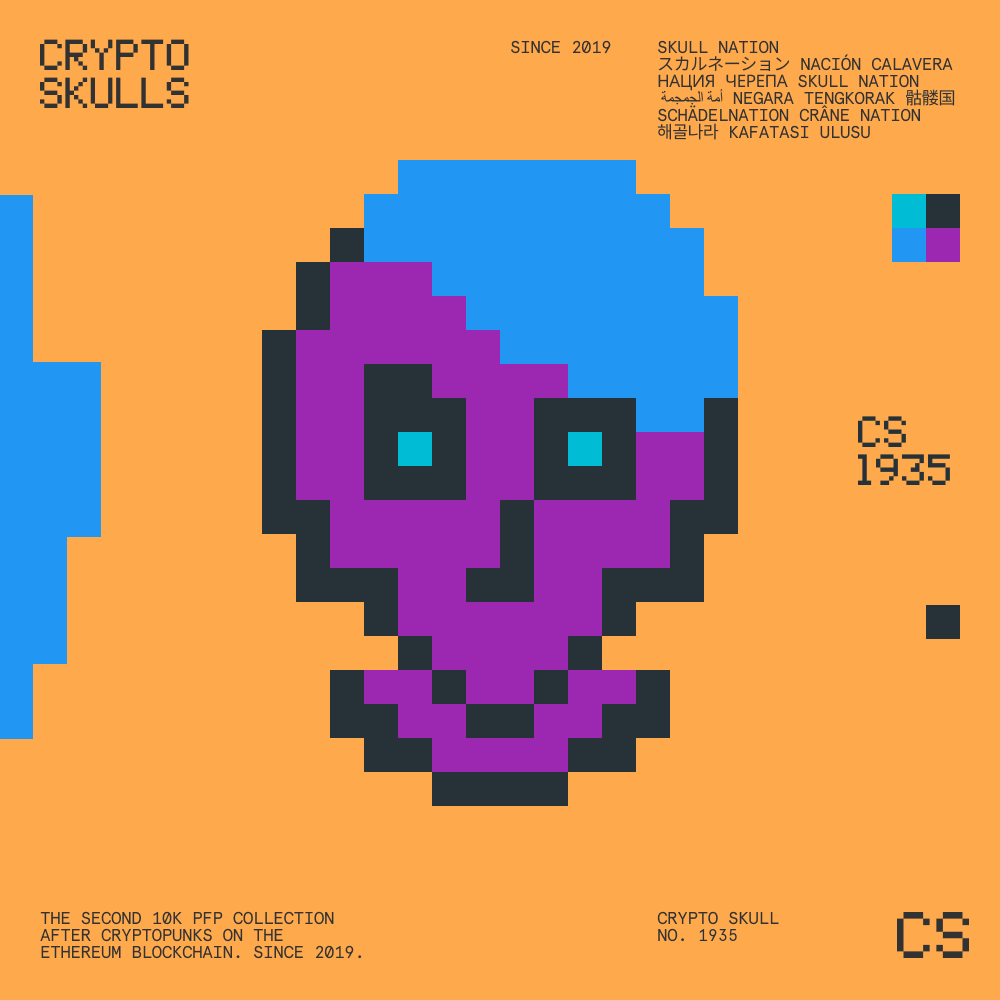 CRYPTO
SKULLS
SINCE 2019
SKULL NATION
スカルネーション NACIÓN CALAVERA
НАЦИЯ ЧЕРЕПА SKULL NATION
أمة الجمجمة NEGARA TENGKORAK 骷髅国
SCHÄDELNATION CRÂNE NATION
해골나라 KAFATASI ULUSU
CS
1935
THE SECOND 10K PFP COLLECTION
AFTER CRYPTOPUNKS ON THE
ETHEREUM BLOCKCHAIN. SINCE 2019.
CRYPTO SKULL
NO. 1935
CS